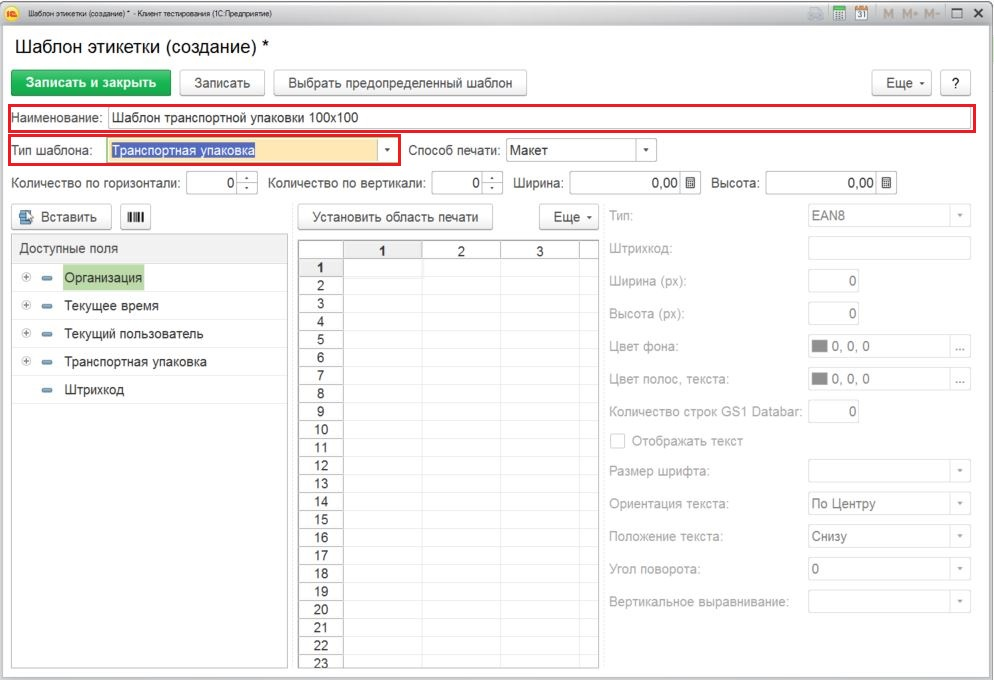 Шаблон этикетки (создание) * - Клиент тестирования (1С:Предприятие)
M M+ M-
31
Шаблон этикетки (создание) *
Записать и закрыть Записать Выбрать предопределенный шаблон Еще ?
Наименование: Шаблон транспортной упаковки 100x100
Тип шаблона: Транспортная упаковка Способ печати: Макет
Количество по горизонтали: 0 Количество по вертикали: 0 Ширина: 0,00 Высота: 0,00
Вставить Установить область печати Еще
Доступные поля
Организация
Текущее время
Текущий пользователь
Транспортная упаковка
Штрихкод
1 2 3
1
2
3
4
5
6
7
8
9
10
11
12
13
14
15
16
17
18
19
20
21
22
23
Тип: EAN8
Штрихкод:
Ширина (px): 0
Высота (px): 0
Цвет фона: 0, 0, 0 ...
Цвет полос, текста: 0, 0, 0 ...
Количество строк GS1 Databar: 0
Отображать текст
Размер шрифта:
Ориентация текста: По Центру
Положение текста: Снизу
Угол поворота: 0
Вертикальное выравнивание: